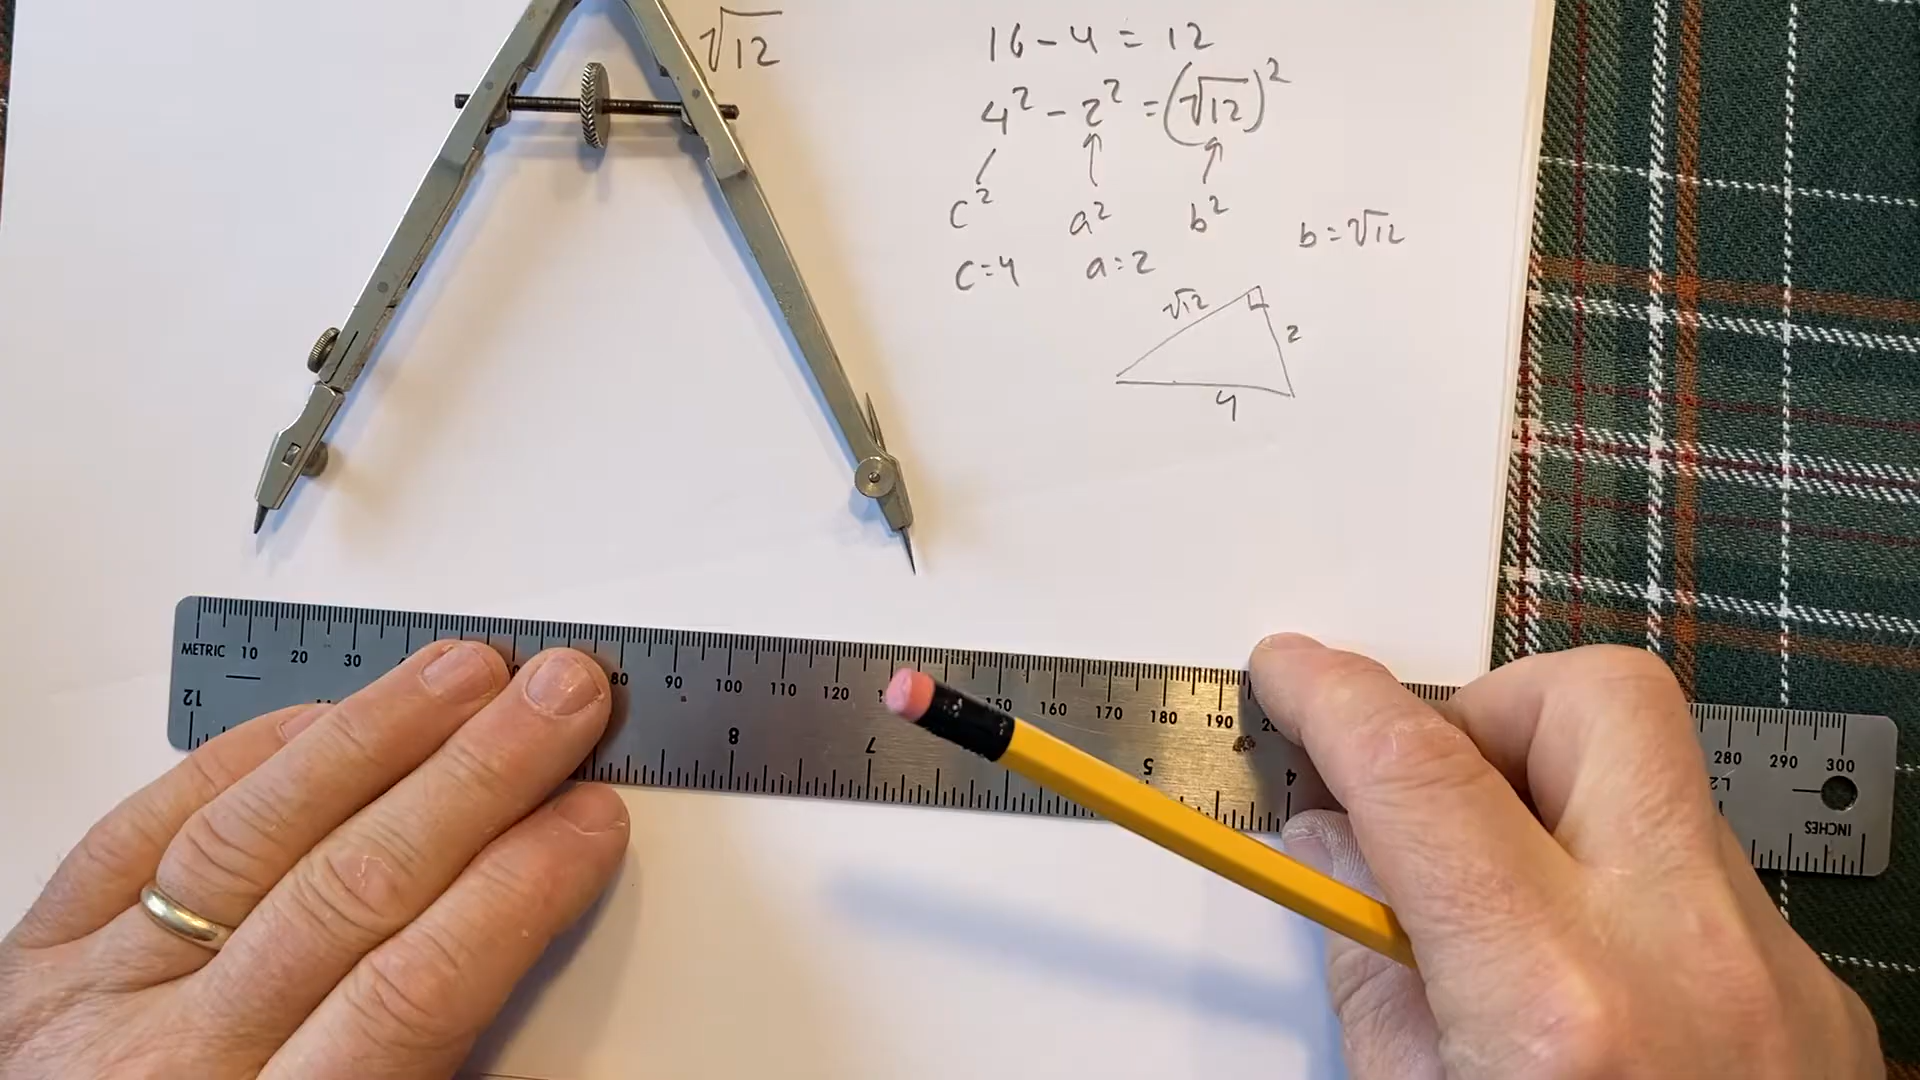 √12
16 - 4 = 12
4² - 2² = (√12)²
c² a² b²
b = √12
c = 4 a = 2
√12
2
4
METRIC 10 20 30 80 90 100 110 120 150 160 170 180 190 280 290 300
12 8 7 5 4
INCHES